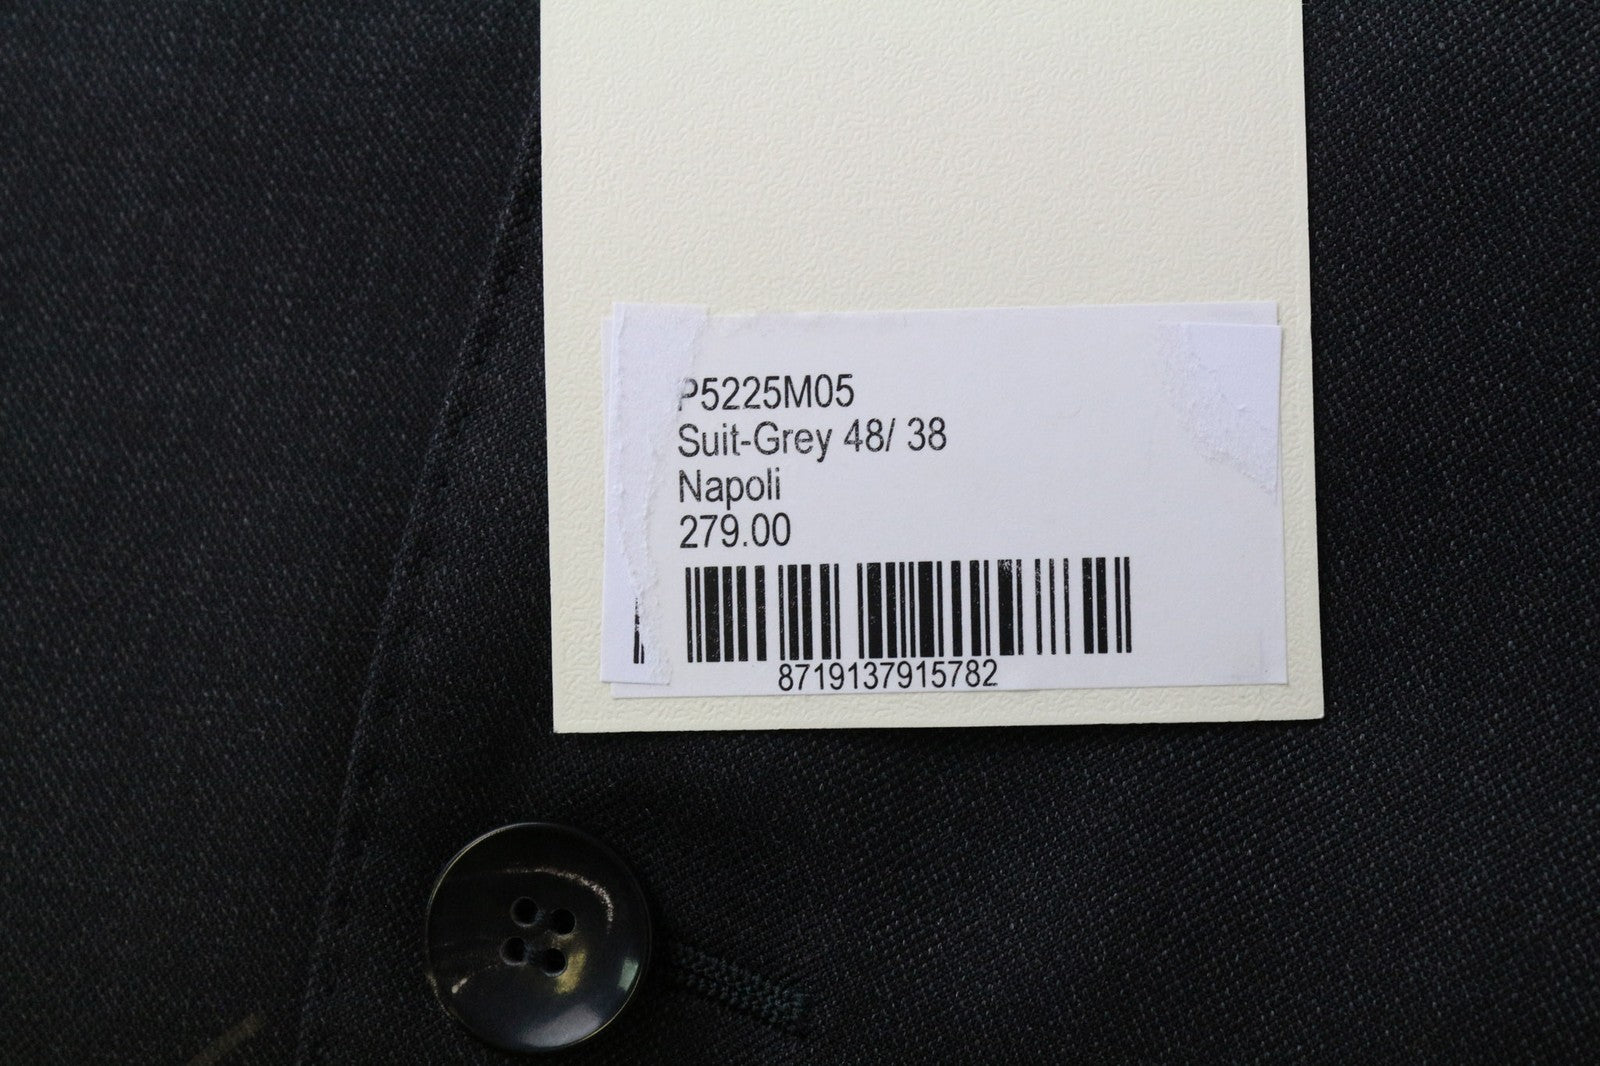 P5225M05
Suit-Grey 48/ 38
Napoli
279.00
8719137915782